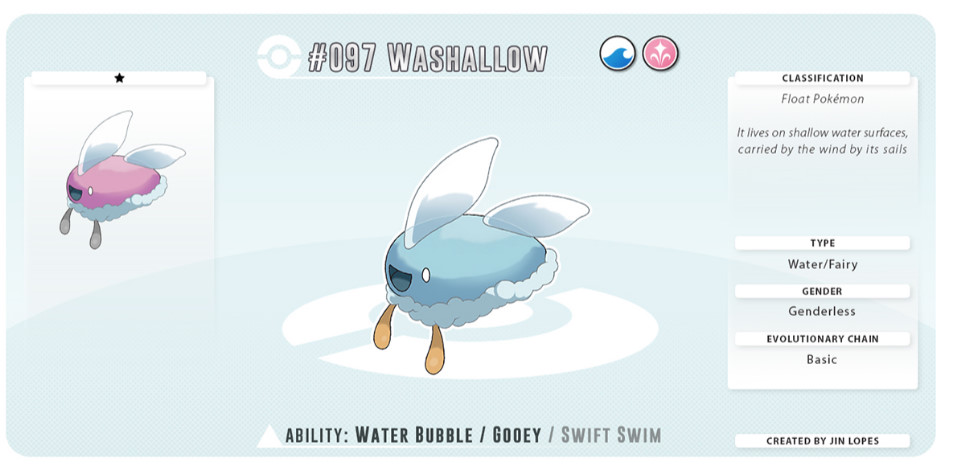 #097 Washallow
★
CLASSIFICATION
Float Pokémon
It lives on shallow water surfaces,
carried by the wind by its sails
TYPE
Water/Fairy
GENDER
Genderless
EVOLUTIONARY CHAIN
Basic
ABILITY: WATER BUBBLE / GOOEY / SWIFT SWIM
CREATED BY JIN LOPES